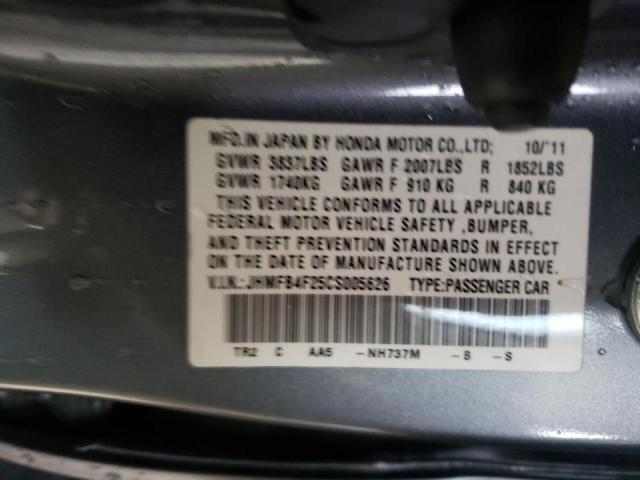 MFD.IN JAPAN BY HONDA MOTOR CO.,LTD; 10/'11
GVWR 3837LBS GAWR F 2007LBS R 1852LBS
GVWR 1740KG GAWR F 910 KG R 840 KG
THIS VEHICLE CONFORMS TO ALL APPLICABLE
FEDERAL MOTOR VEHICLE SAFETY ,BUMPER,
AND THEFT PREVENTION STANDARDS IN EFFECT
ON THE DATE OF MANUFACTURE SHOWN ABOVE.
V.I.N.:JHMFB4F25CS005626 TYPE:PASSENGER CAR
TR2 C AA5 -NH737M -B -S